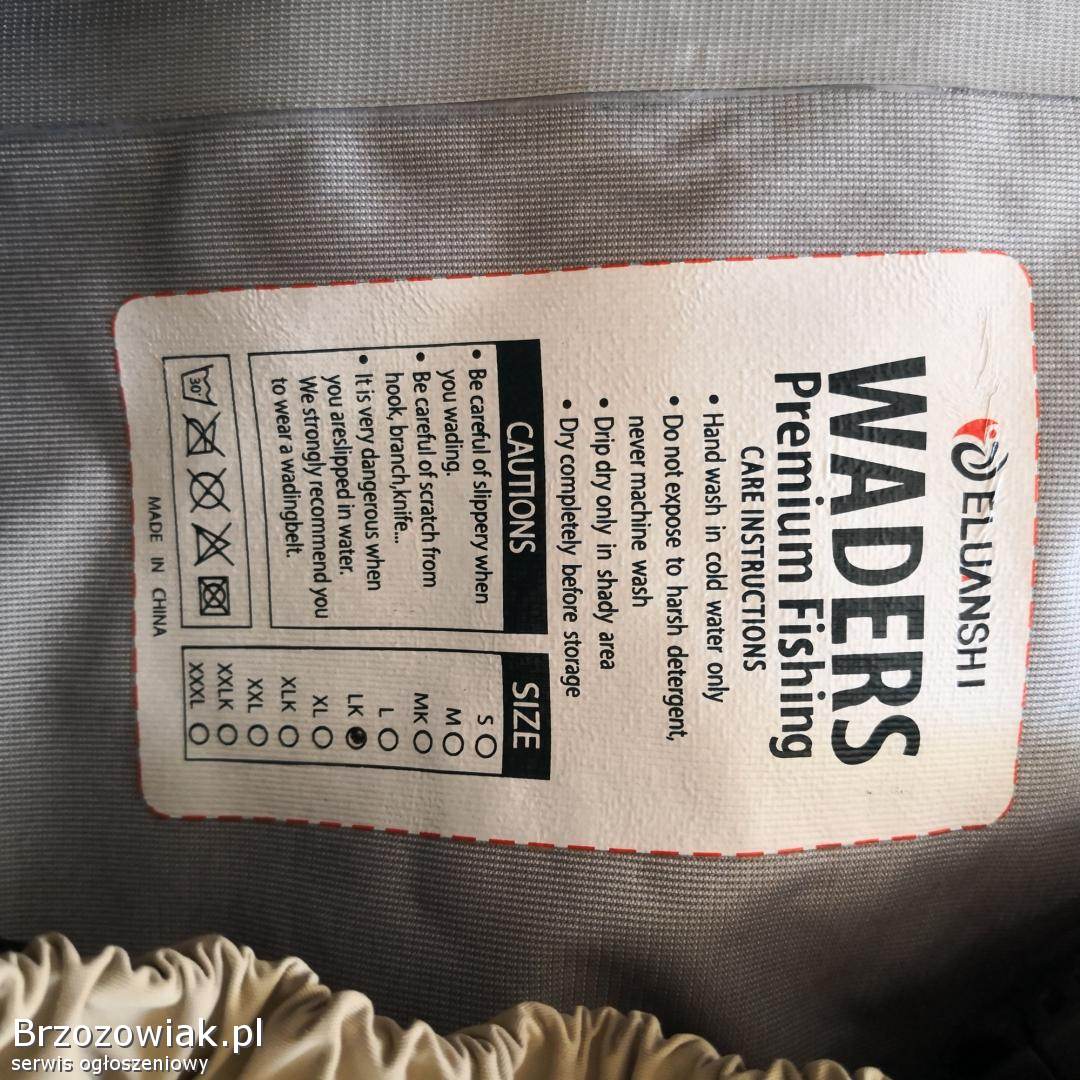 ELUANSHI
WADERS
Premium Fishing
CARE INSTRUCTIONS
• Hand wash in cold water only
• Do not expose to harsh detergent,
never machine wash
• Drip dry only in shady area
• Dry completely before storage
CAUTIONS
• Be careful of slippery when
you wading.
• Be careful of scratch from
hook, branch,knife...
• It is very dangerous when
you areslipped in water.
We strongly recommend you
to wear a wadingbelt.
30
MADE IN CHINA
SIZE
S
M
MK
L
LK
XL
XLK
XXL
XXLK
XXXL
Brzozowiak.pl
serwis ogłoszeniowy